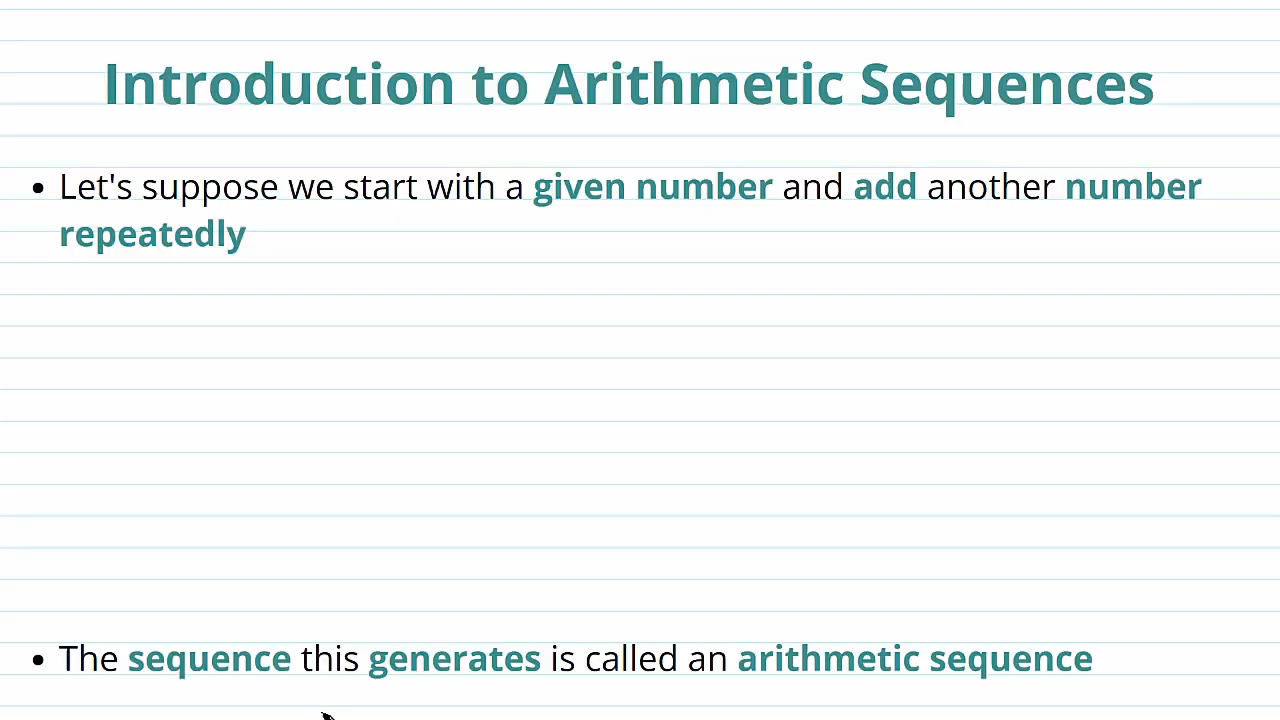 Introduction to Arithmetic Sequences
• Let's suppose we start with a given number and add another number
repeatedly
• The sequence this generates is called an arithmetic sequence